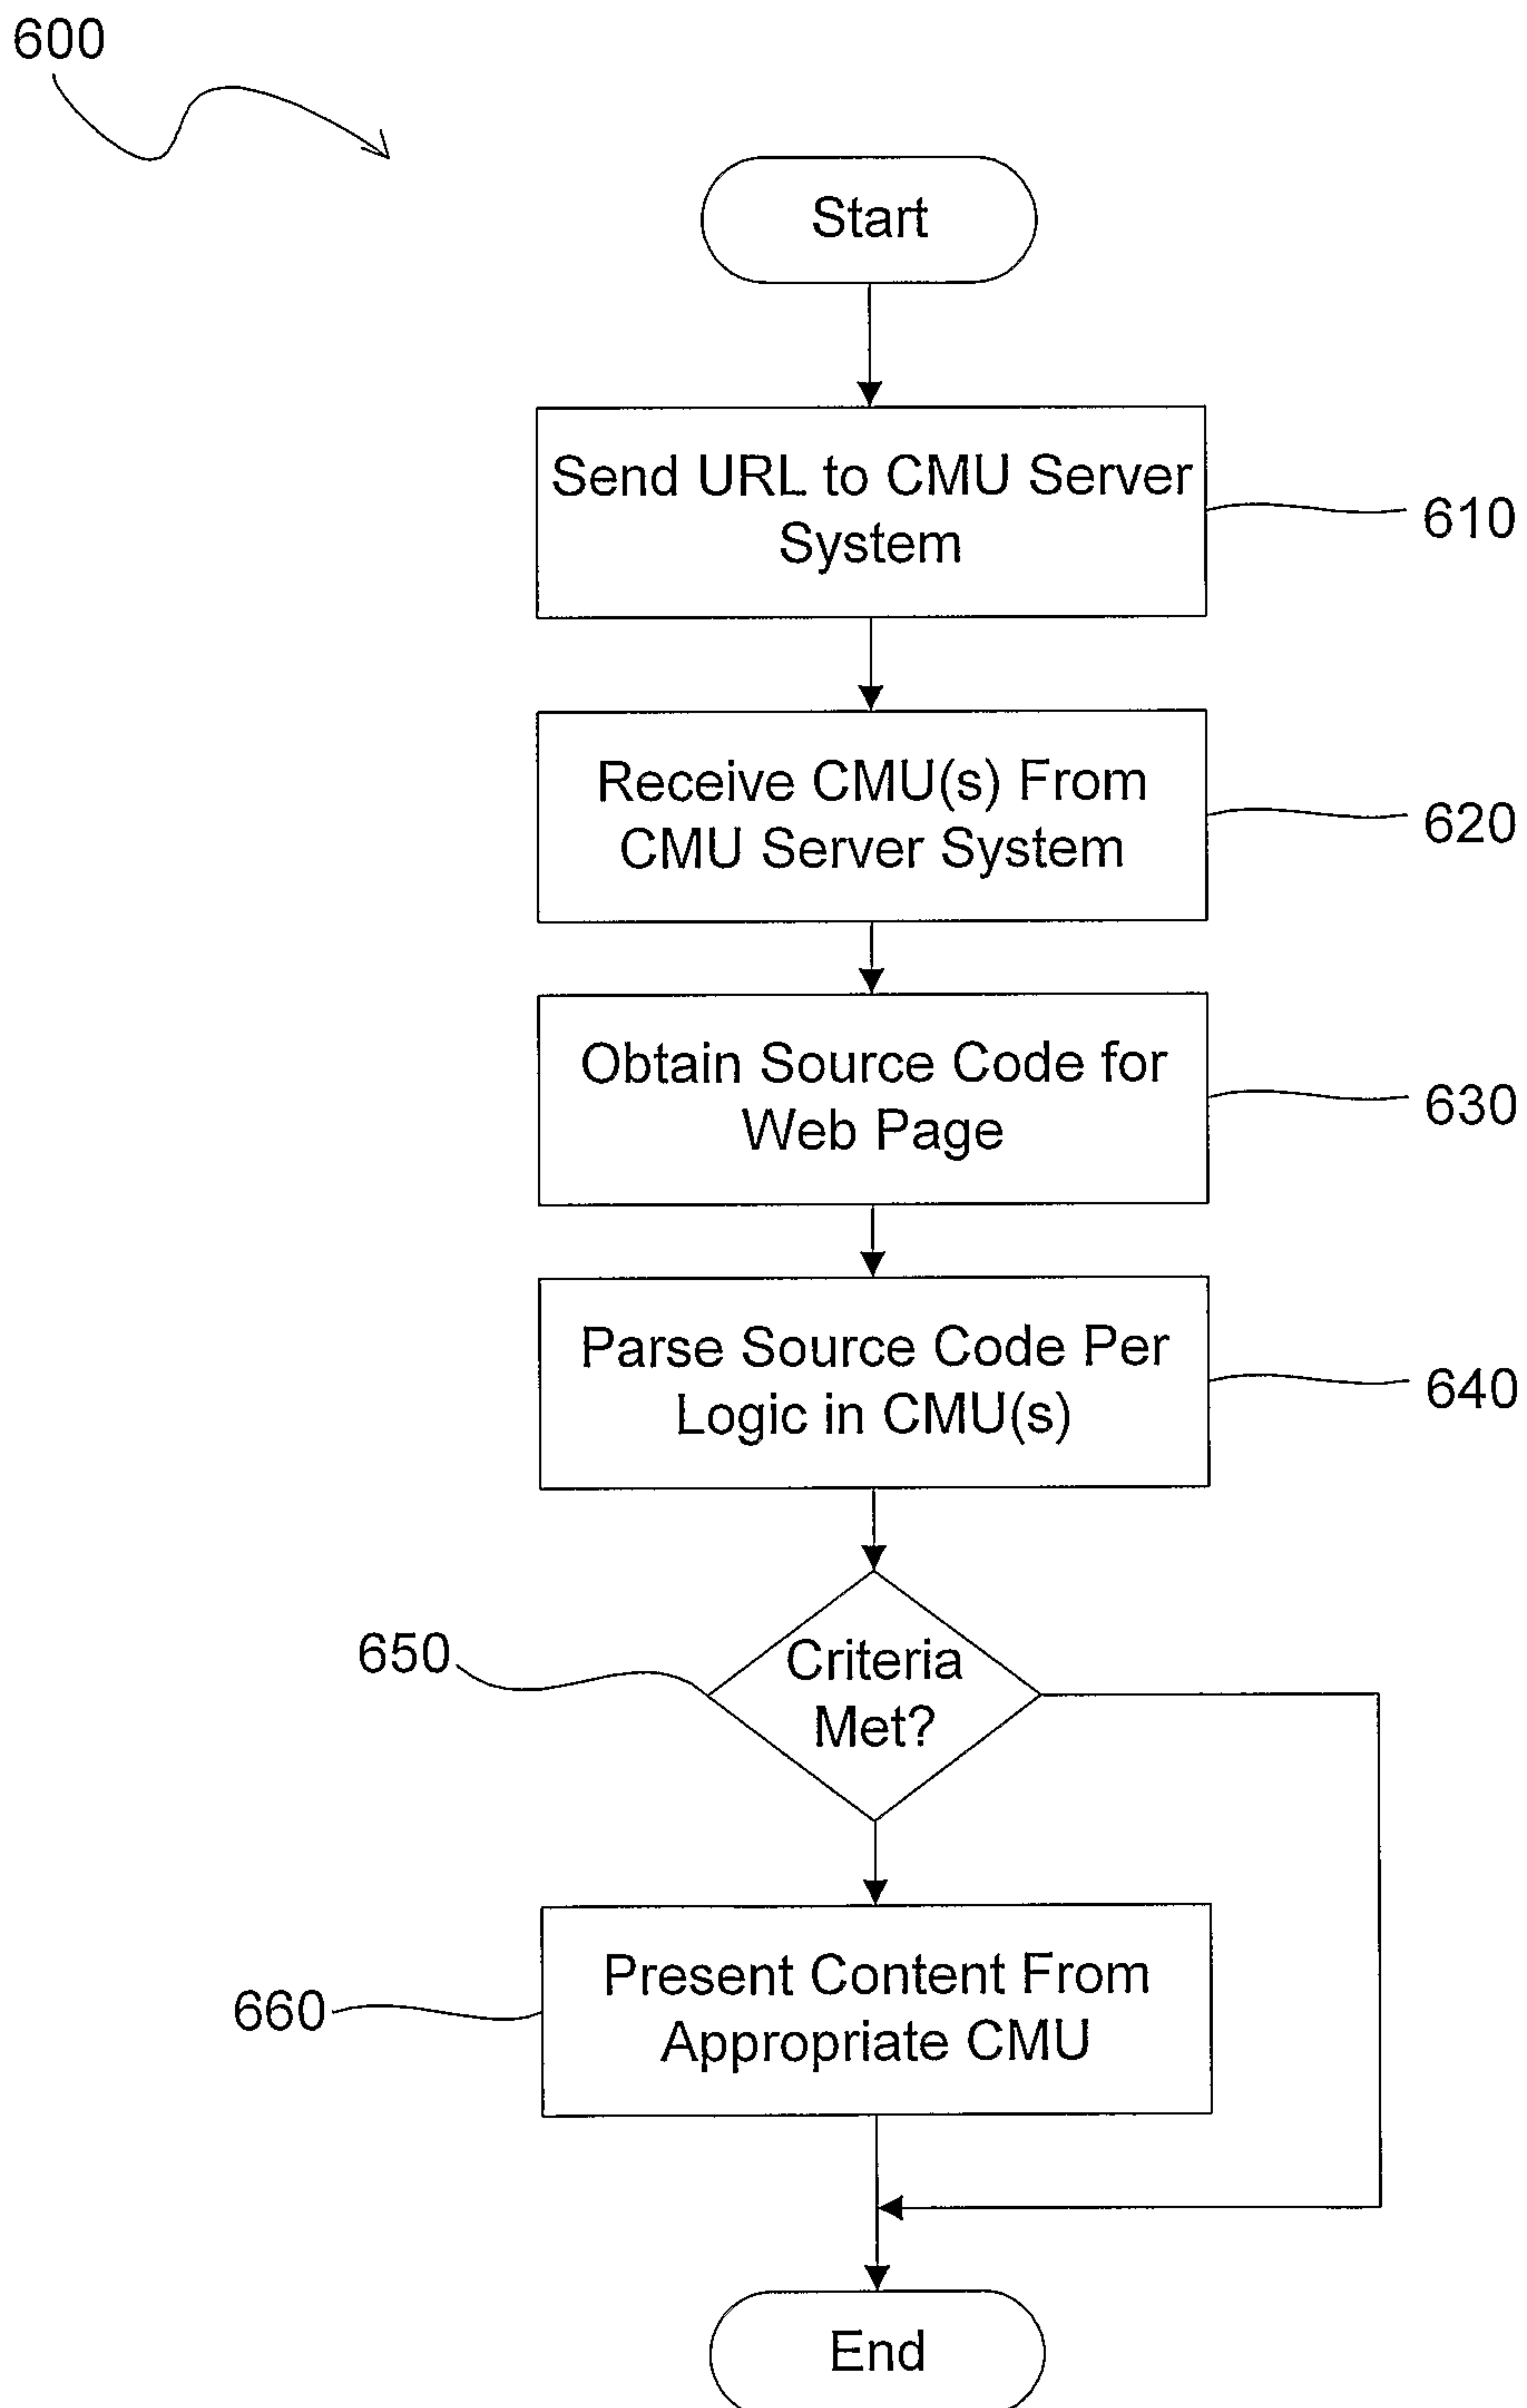 600
Start
Send URL to CMU Server
System
610
Receive CMU(s) From
CMU Server System
620
Obtain Source Code for
Web Page
630
Parse Source Code Per
Logic in CMU(s)
640
650
Criteria
Met?
660
Present Content From
Appropriate CMU
End